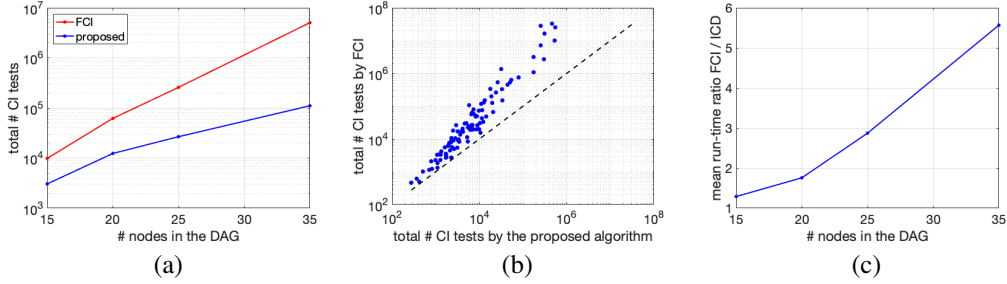 10^7
10^6
10^5
10^4
10^3
total # CI tests
FCI
proposed
15 20 25 30 35
# nodes in the DAG
(a)
10^8
10^6
10^4
10^2
total # CI tests by FCI
10^2 10^4 10^6 10^8
total # CI tests by the proposed algorithm
(b)
6
5
4
3
2
1
mean run-time ratio FCI / ICD
15 20 25 30 35
# nodes in the DAG
(c)